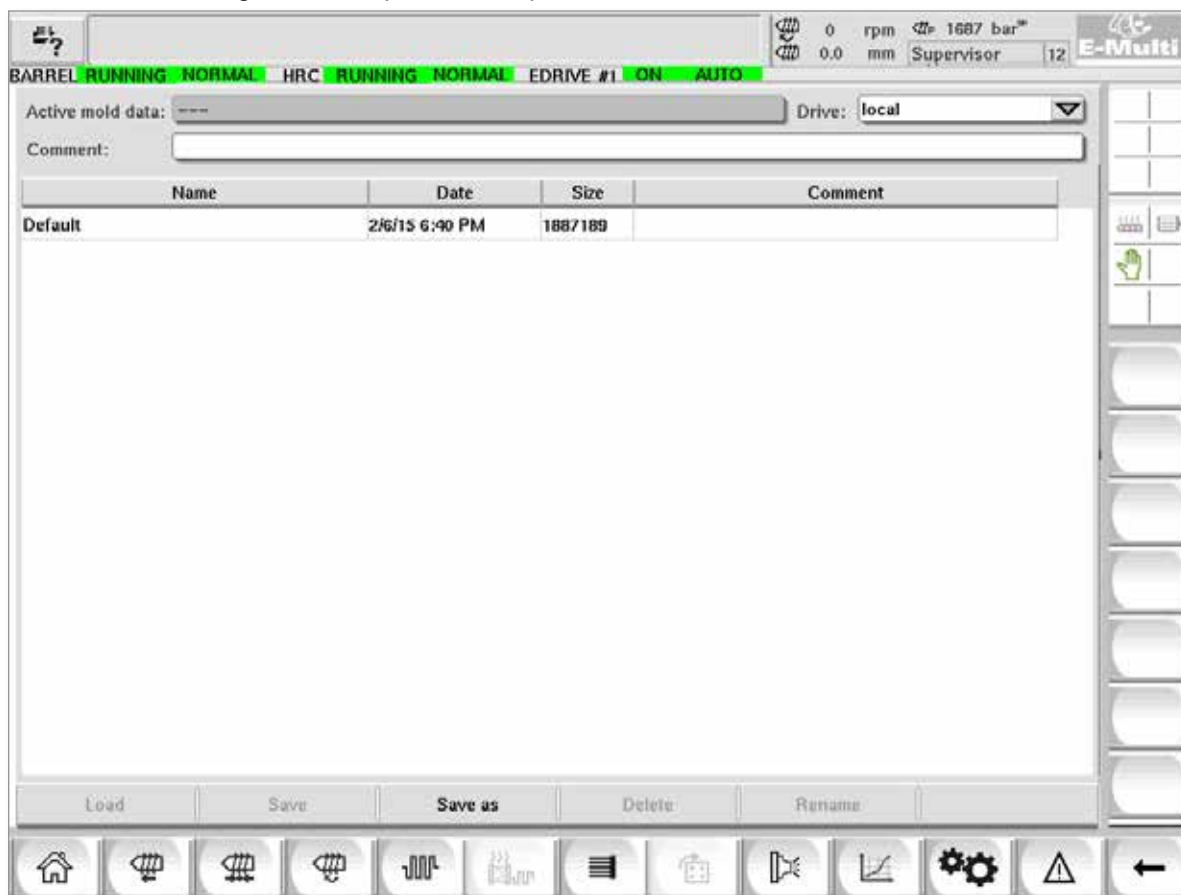 0 rpm 1687 bar
0.0 mm Supervisor 12 E-Multi
BARREL RUNNING NORMAL HRC RUNNING NORMAL EDRIVE #1 ON AUTO
Active mold data: --- Drive: local
Comment:
Name Date Size Comment
Default 2/6/15 6:40 PM 1887189
Load Save Save as Delete Rename